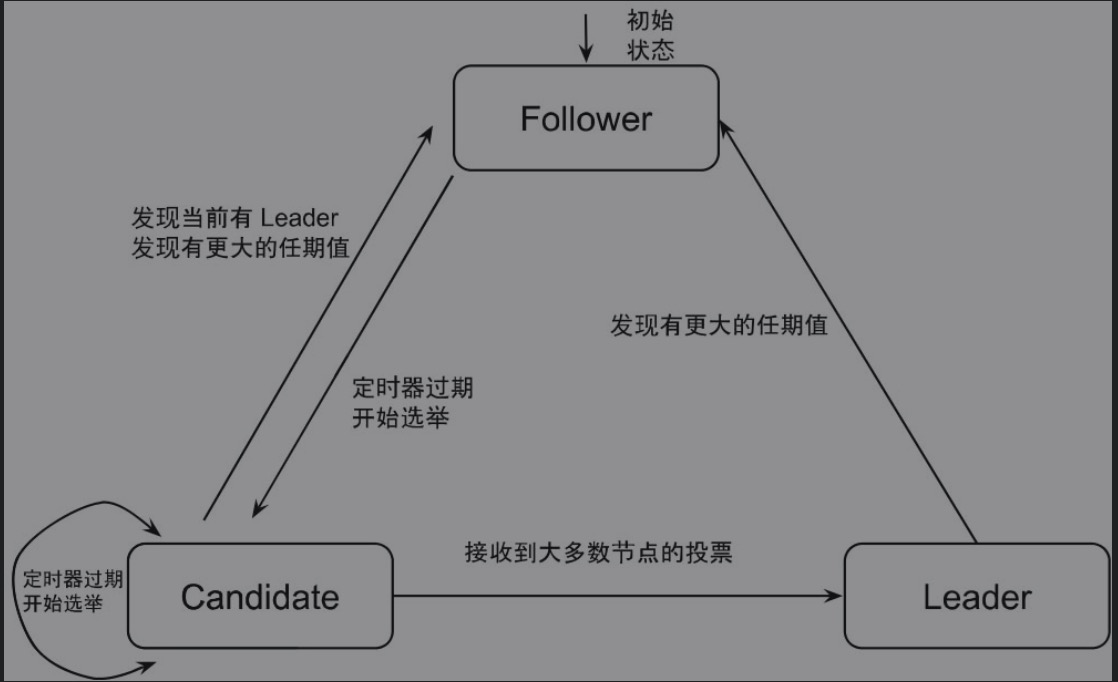 初始
状态
Follower
发现当前有 Leader
发现有更大的任期值
发现有更大的任期值
定时器过期
开始选举
接收到大多数节点的投票
定时器过期
开始选举
Candidate
Leader